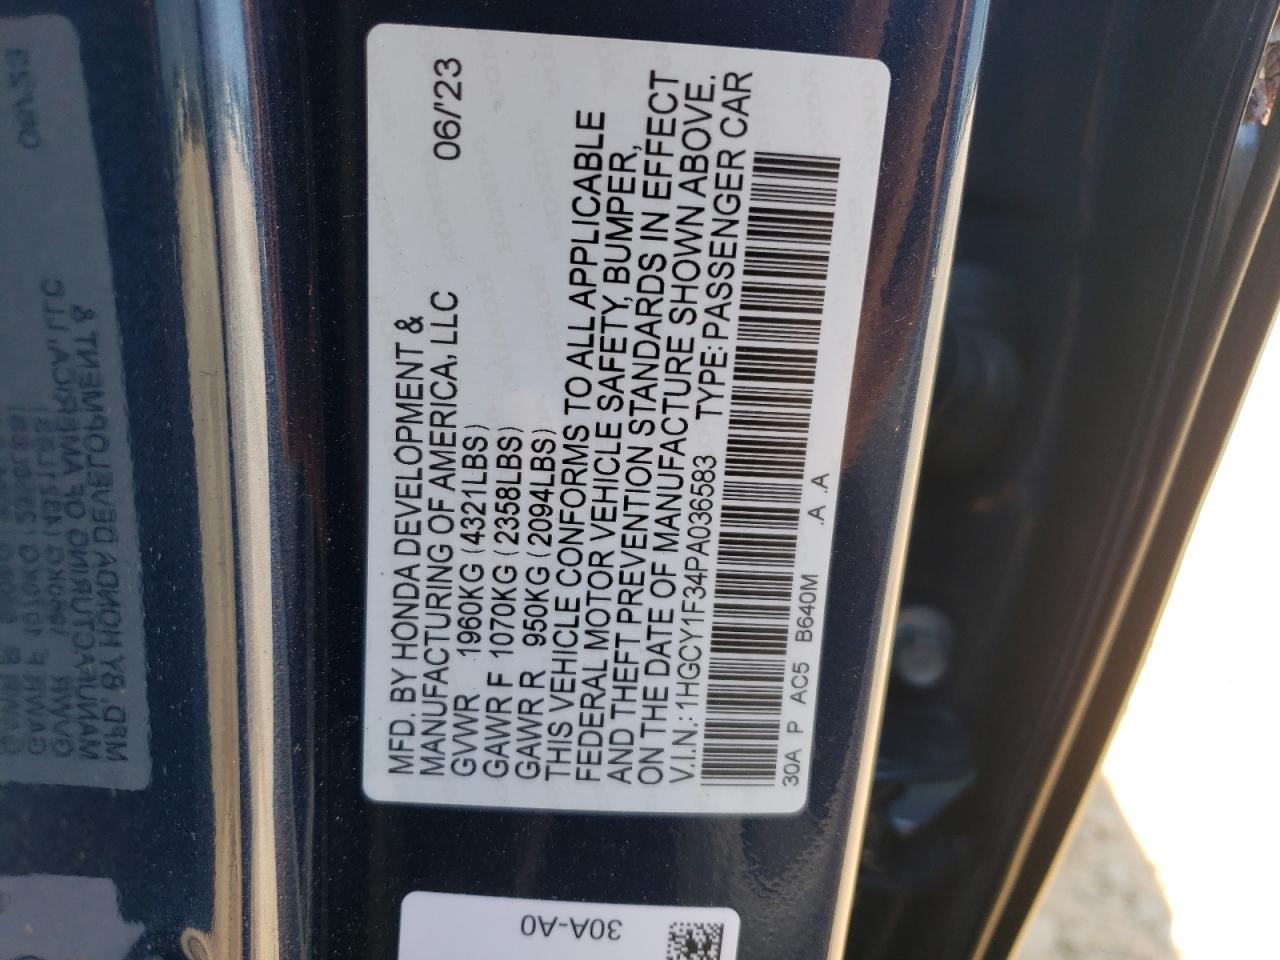 MFD. BY HONDA DEVELOPMENT &
MANUFACTURING OF AMERICA, LLC 06/'23
GVWR 1960KG (4321LBS)
GAWR F 1070KG (2358LBS)
GAWR R 950KG (2094LBS)
THIS VEHICLE CONFORMS TO ALL APPLICABLE
FEDERAL MOTOR VEHICLE SAFETY, BUMPER,
AND THEFT PREVENTION STANDARDS IN EFFECT
ON THE DATE OF MANUFACTURE SHOWN ABOVE.
V.I.N.: 1HGCY1F34PA036583 TYPE: PASSENGER CAR
30A P AC5 B640M .A .A
30A-A0